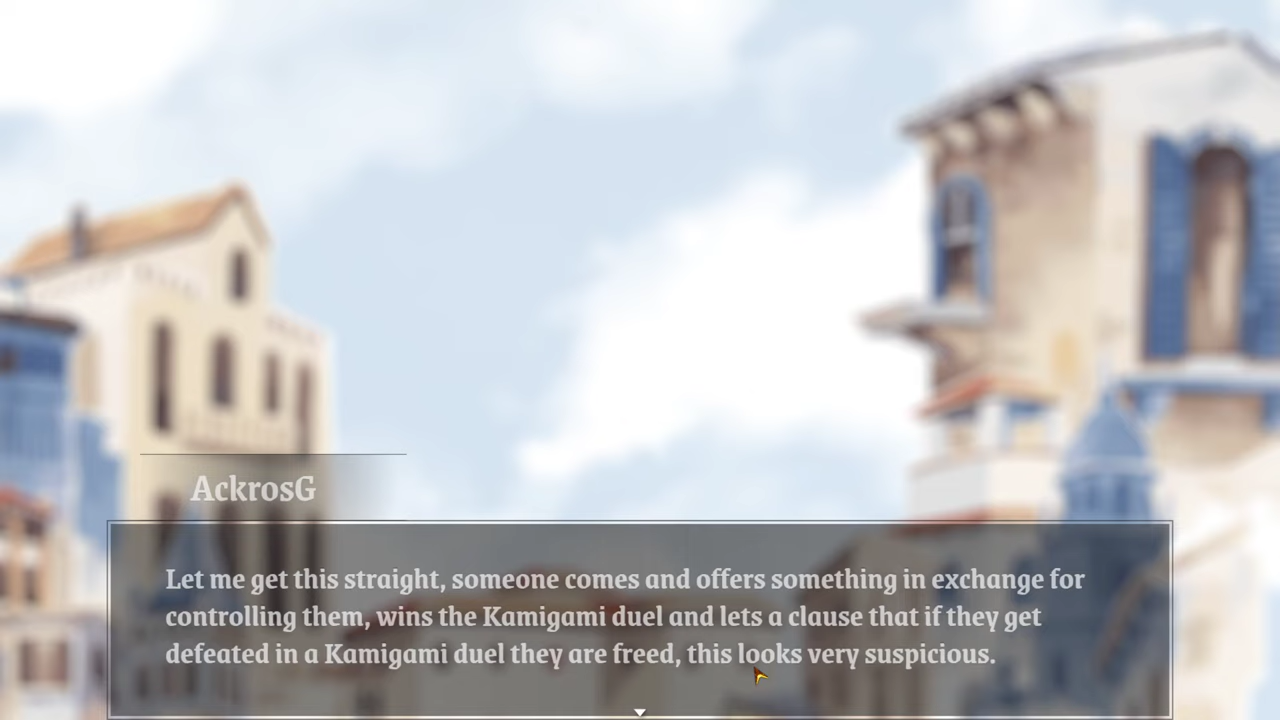 AckrosG
Let me get this straight, someone comes and offers something in exchange for
controlling them, wins the Kamigami duel and lets a clause that if they get
defeated in a Kamigami duel they are freed, this looks very suspicious.